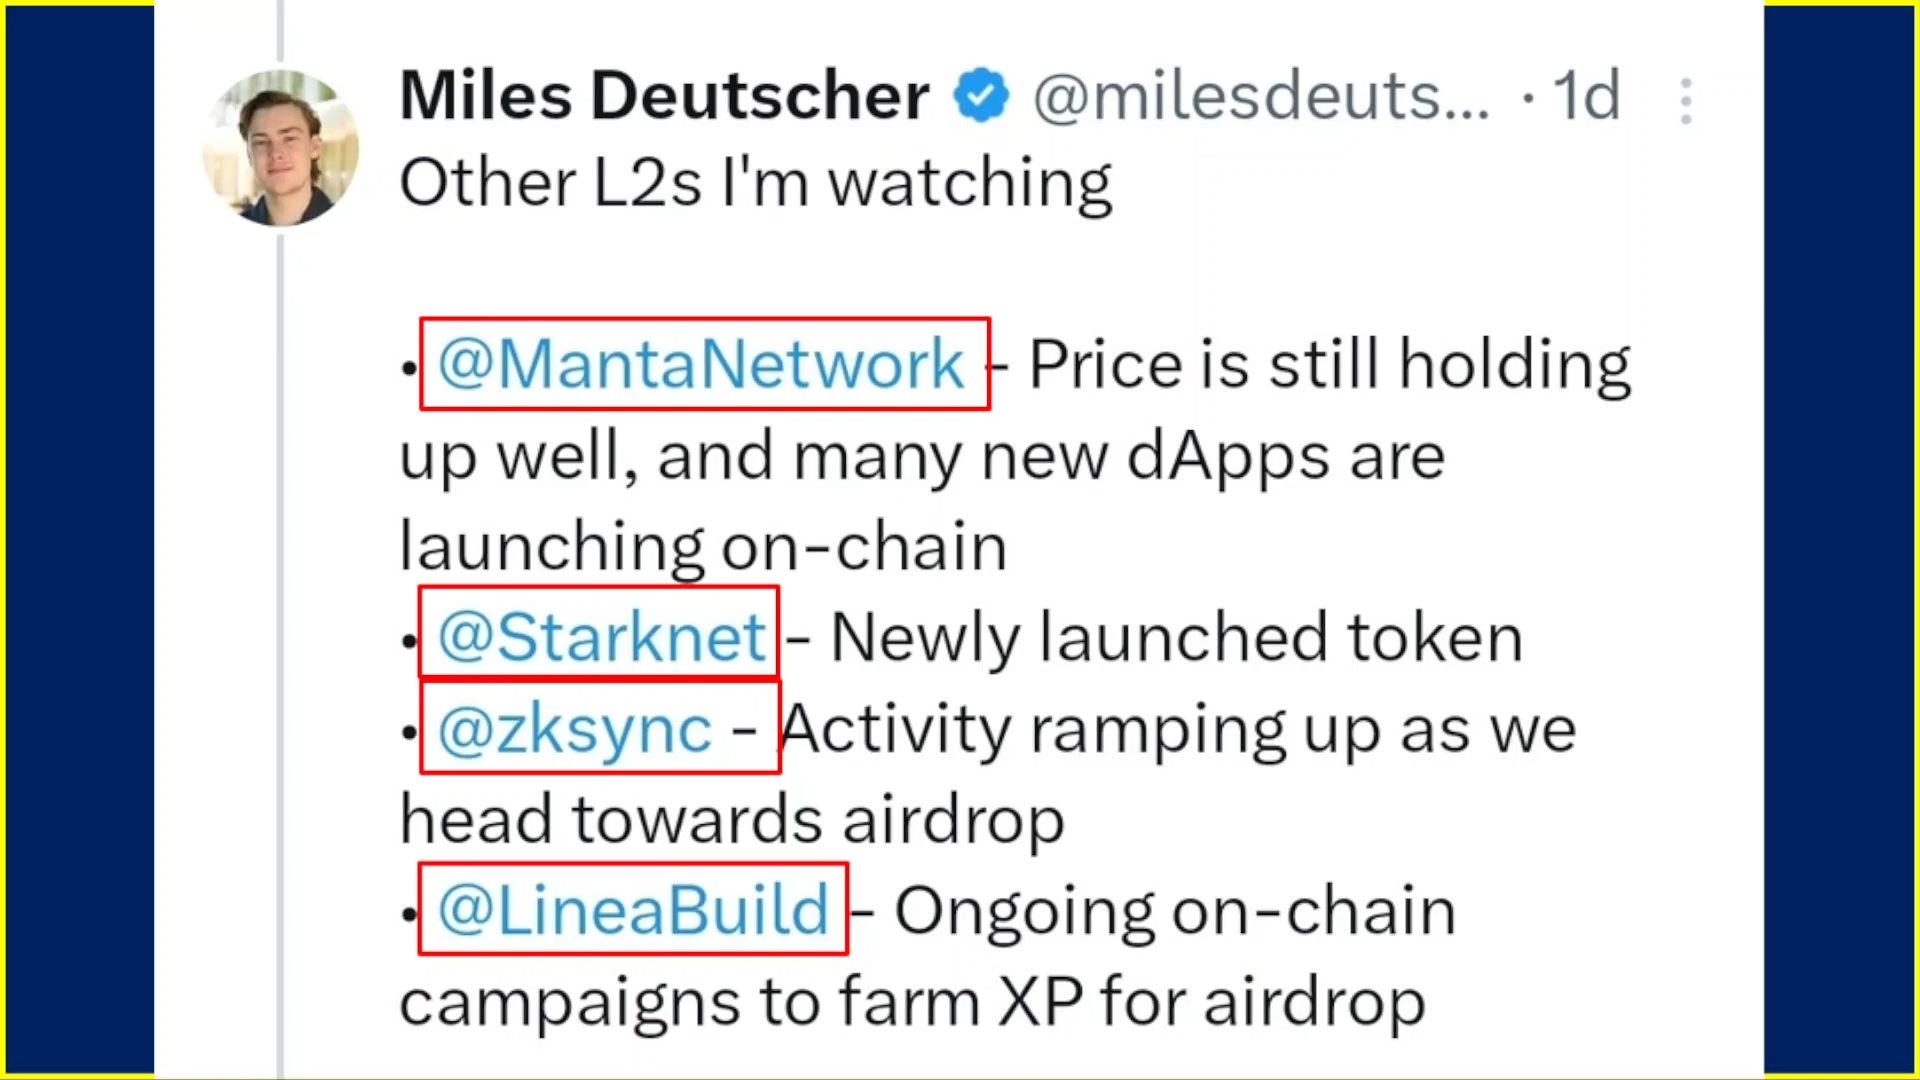 Miles Deutscher @milesdeuts... · 1d
Other L2s I'm watching
• @MantaNetwork - Price is still holding
up well, and many new dApps are
launching on-chain
• @Starknet - Newly launched token
• @zksync - Activity ramping up as we
head towards airdrop
• @LineaBuild - Ongoing on-chain
campaigns to farm XP for airdrop